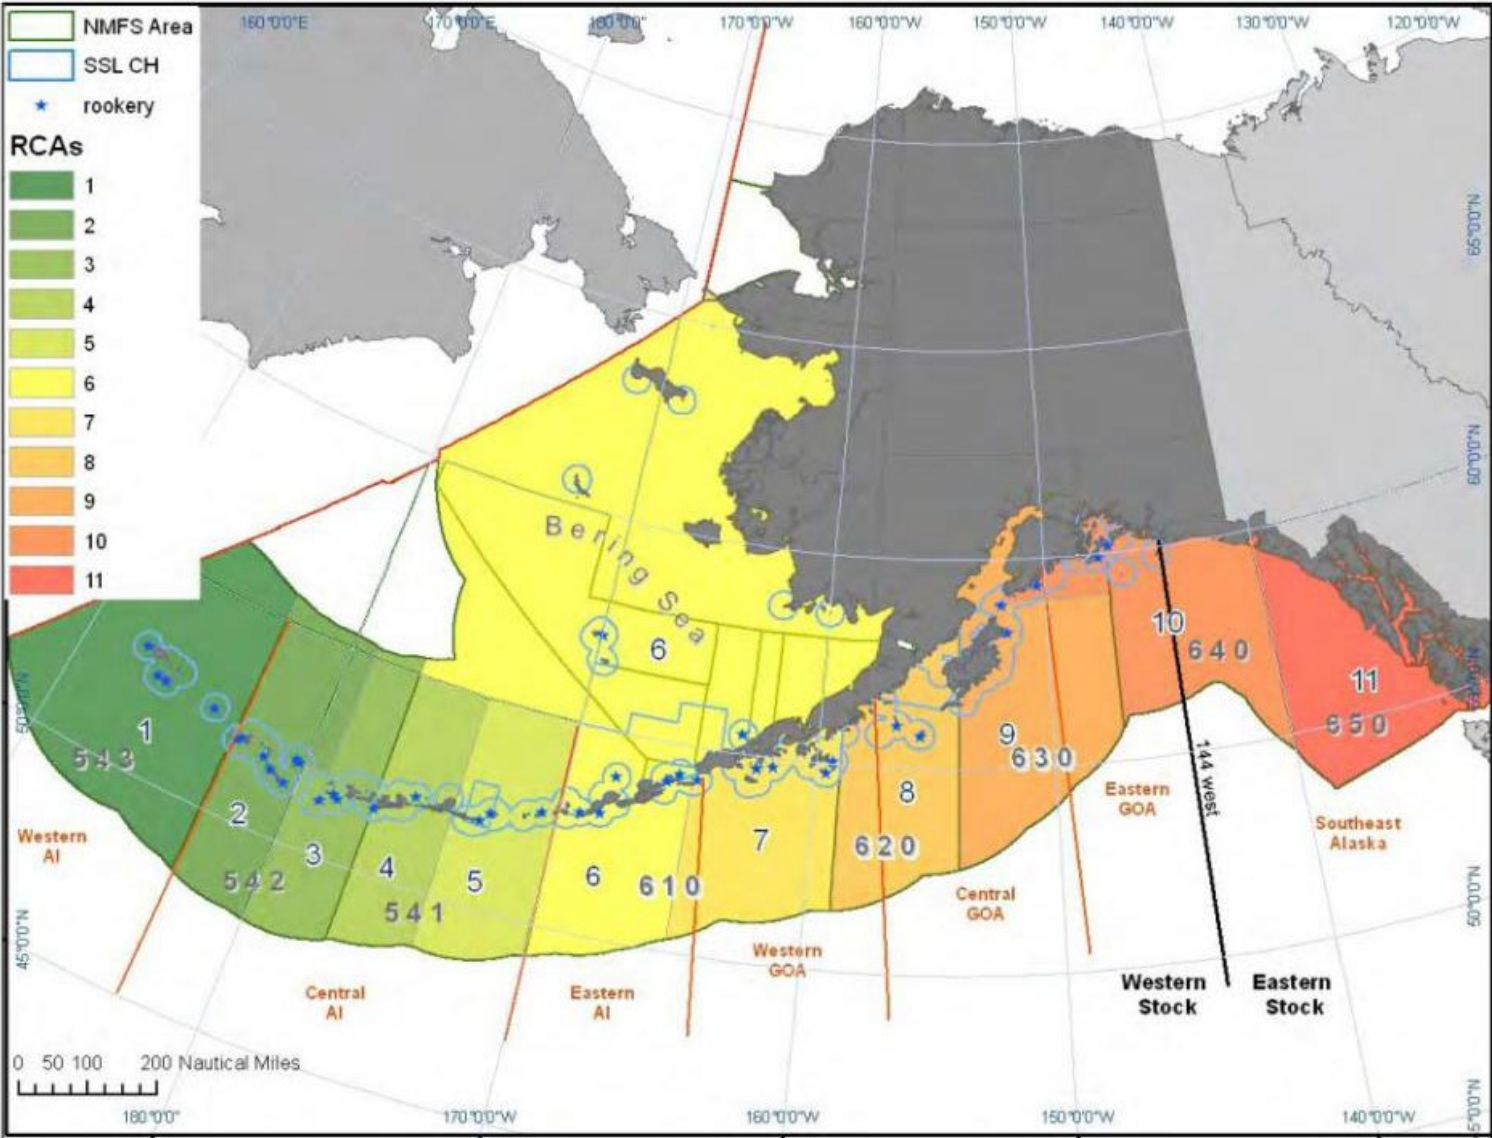 NMFS Area
SSL CH
rookery
RCAs
1
2
3
4
5
6
7
8
9
10
11
160°0'0"E
170°0'0"E
180°0'0"
170°0'0"W
160°0'0"W
150°0'0"W
140°0'0"W
130°0'0"W
120°0'0"W
65°0'0"N
60°0'0"N
50°0'0"N
45°0'0"N
50°0'0"N
Bering Sea
6
1
543
2
542
3
4
541
5
6
610
7
8
620
9
630
10
640
11
650
144 west
Western
AI
Central
AI
Eastern
AI
Western
GOA
Central
GOA
Eastern
GOA
Southeast
Alaska
Western
Stock
Eastern
Stock
0 50 100 200 Nautical Miles
180°0'0"
170°0'0"W
160°0'0"W
150°0'0"W
140°0'0"W